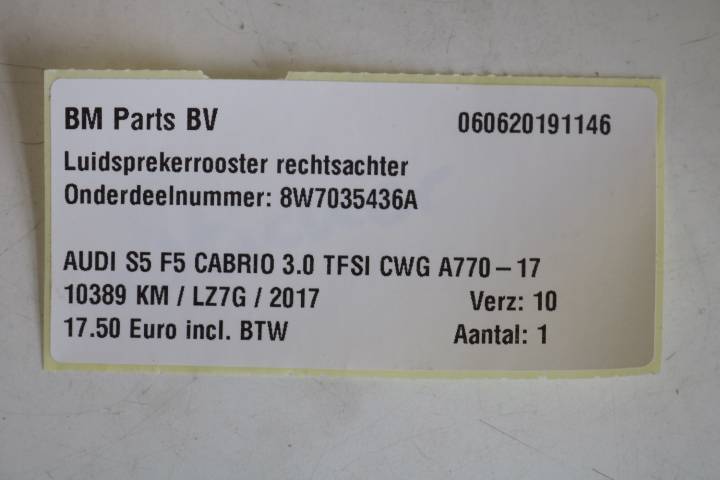 BM Parts BV 060620191146
Luidsprekerrooster rechtsachter
Onderdeelnummer: 8W7035436A
AUDI S5 F5 CABRIO 3.0 TFSI CWG A770-17
10389 KM / LZ7G / 2017 Verz: 10
17.50 Euro incl. BTW Aantal: 1